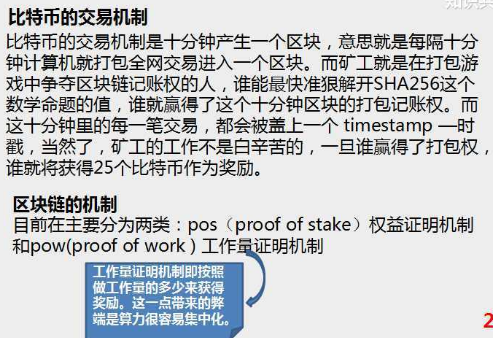 知识共
比特币的交易机制
比特币的交易机制是十分钟产生一个区块，意思就是每隔十分
钟计算机就打包全网交易进入一个区块。而矿工就是在打包游
戏中争夺区块链记账权的人，谁能最快准狠解开SHA256这个
数学命题的值，谁就赢得了这个十分钟区块的打包记账权。而
这十分钟里的每一笔交易，都会被盖上一个 timestamp —时
戳，当然了，矿工的工作不是白辛苦的，一旦谁赢得了打包权，
谁就将获得25个比特币作为奖励。
区块链的机制
目前在主要分为两类：pos（proof of stake）权益证明机制
和pow(proof of work ) 工作量证明机制
工作量证明机制即按照
做工作量的多少来获得
奖励。这一点带来的弊
端是算力很容易集中化。
2